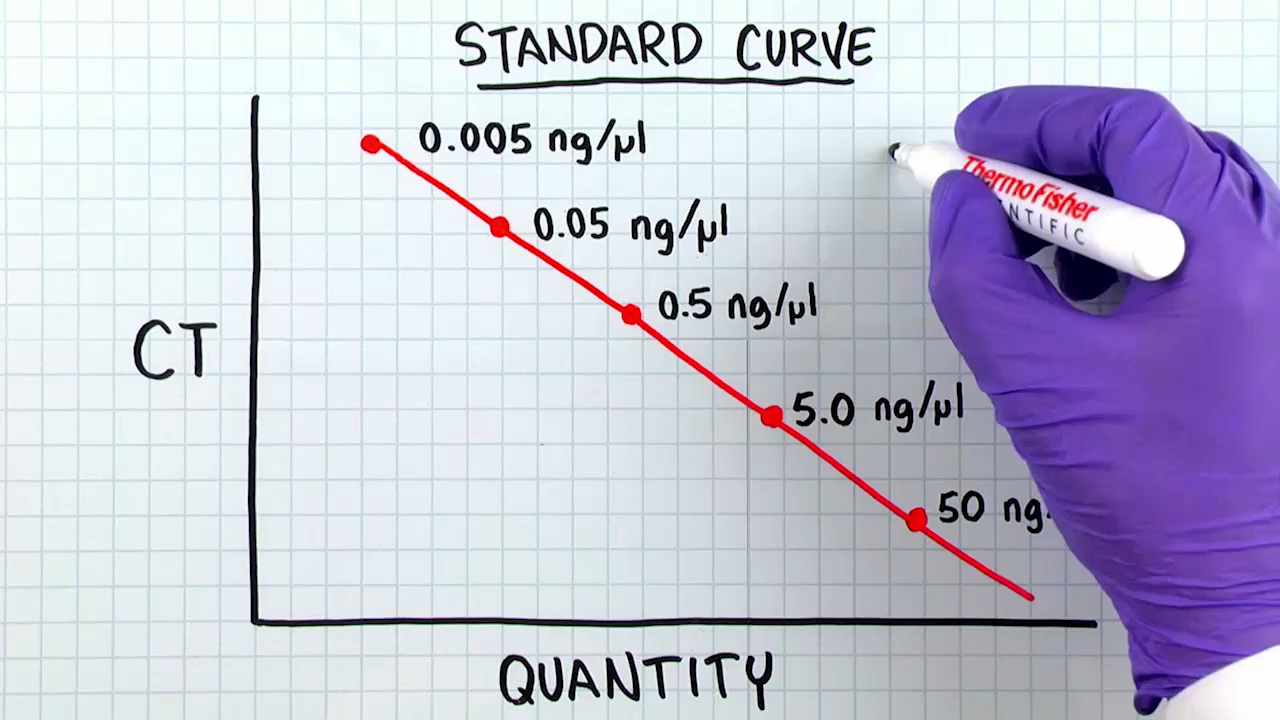 STANDARD CURVE
0.005 ng/µl
0.05 ng/µl
0.5 ng/µl
5.0 ng/µl
50 ng
CT
QUANTITY
ThermoFisher
NTIFIC